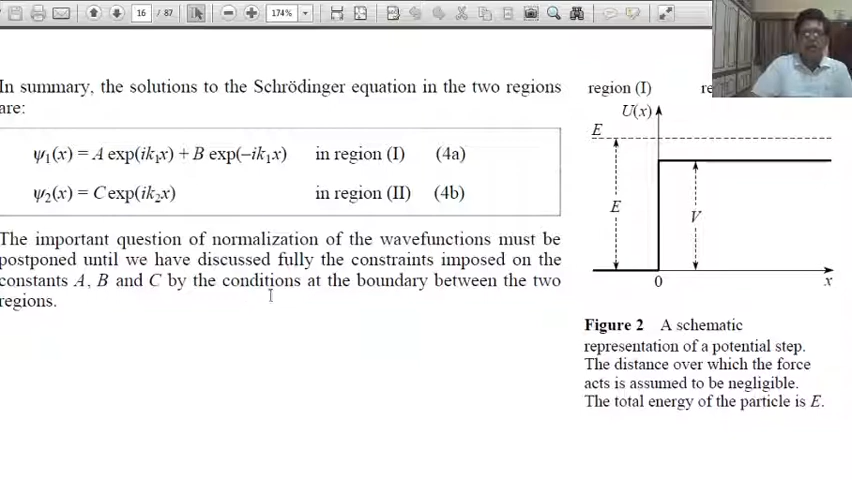 16 / 87
174%
In summary, the solutions to the Schrödinger equation in the two regions
are:
ψ₁(x) = A exp(ik₁x) + B exp(−ik₁x) in region (I) (4a)
ψ₂(x) = C exp(ik₂x) in region (II) (4b)
The important question of normalization of the wavefunctions must be
postponed until we have discussed fully the constraints imposed on the
constants A, B and C by the conditions at the boundary between the two
regions.
region (I) re
U(x)
E
E
V
0
x
Figure 2 A schematic
representation of a potential step.
The distance over which the force
acts is assumed to be negligible.
The total energy of the particle is E.